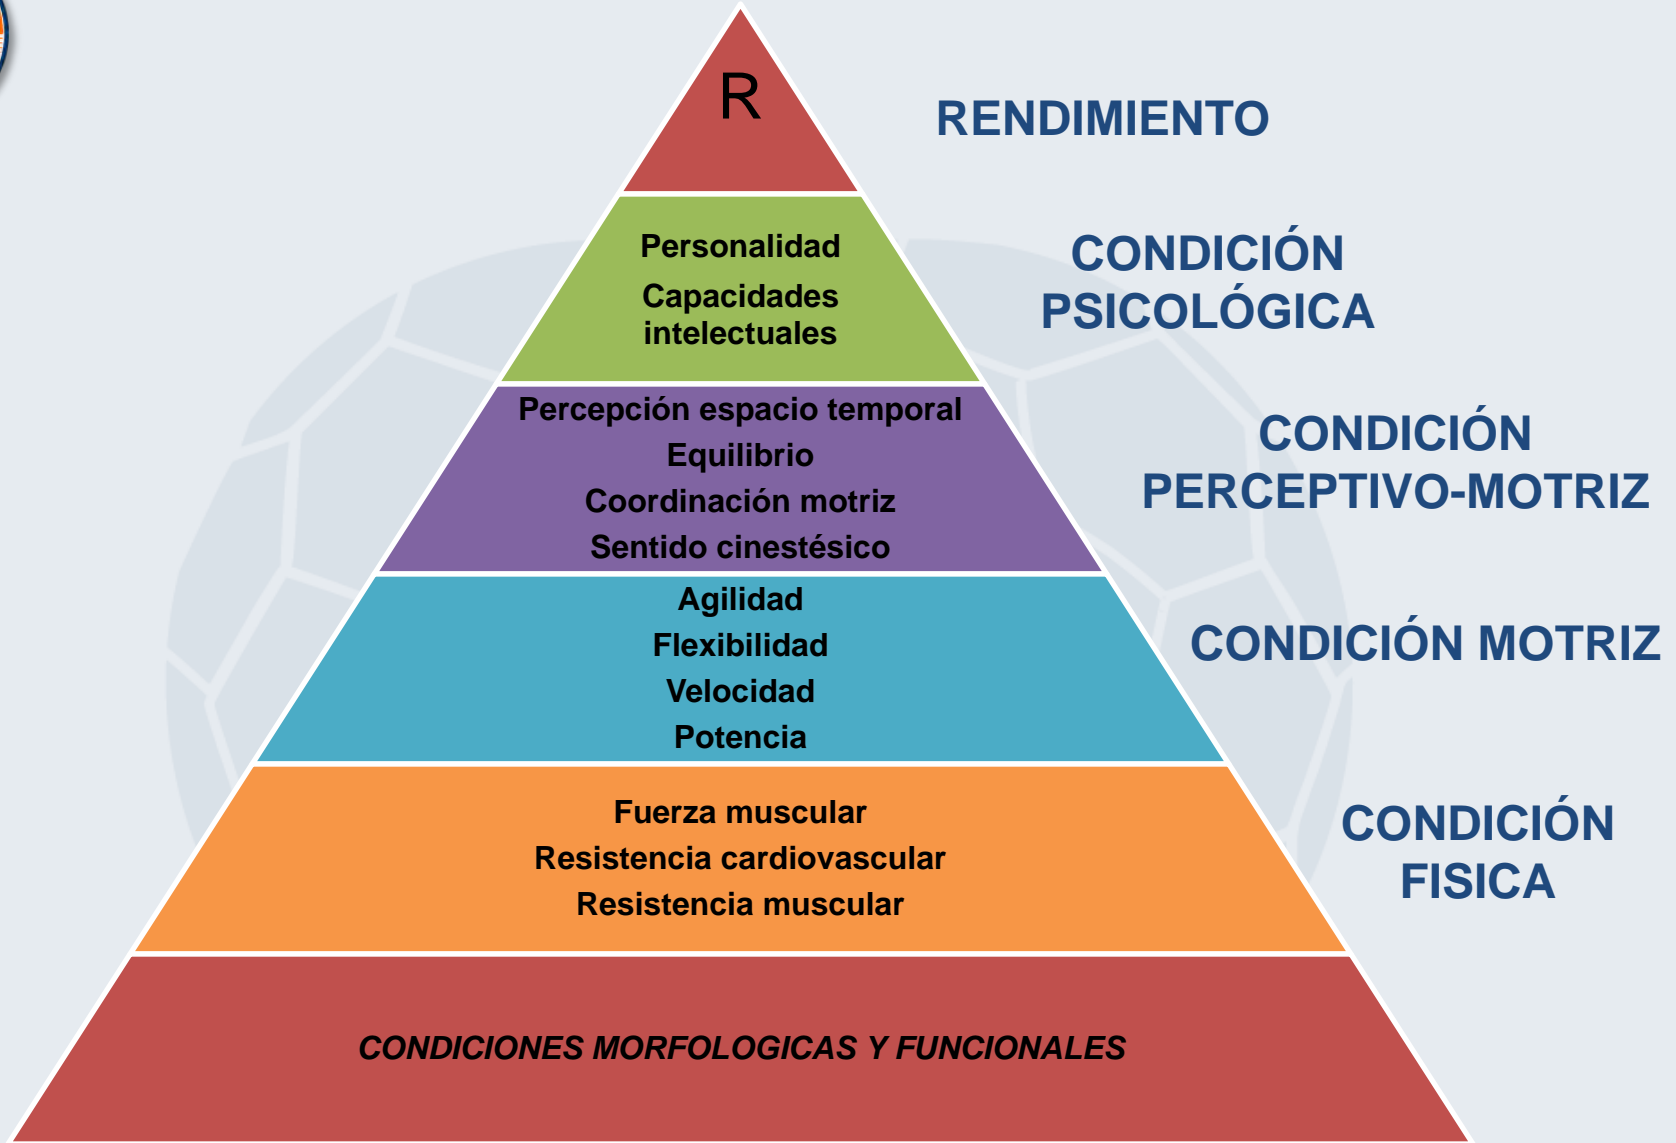 R
RENDIMIENTO
Personalidad
Capacidades
intelectuales
CONDICIÓN
PSICOLÓGICA
Percepción espacio temporal
Equilibrio
Coordinación motriz
Sentido cinestésico
CONDICIÓN
PERCEPTIVO-MOTRIZ
Agilidad
Flexibilidad
Velocidad
Potencia
CONDICIÓN MOTRIZ
Fuerza muscular
Resistencia cardiovascular
Resistencia muscular
CONDICIÓN
FISICA
CONDICIONES MORFOLOGICAS Y FUNCIONALES